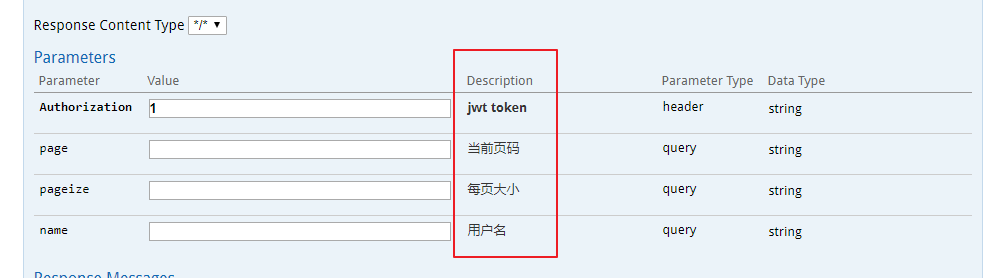 Response Content Type */* ▼
Parameters
Parameter Value Description Parameter Type Data Type
Authorization 1 jwt token header string
page 当前页码 query string
pageize 每页大小 query string
name 用户名 query string
Response Messages